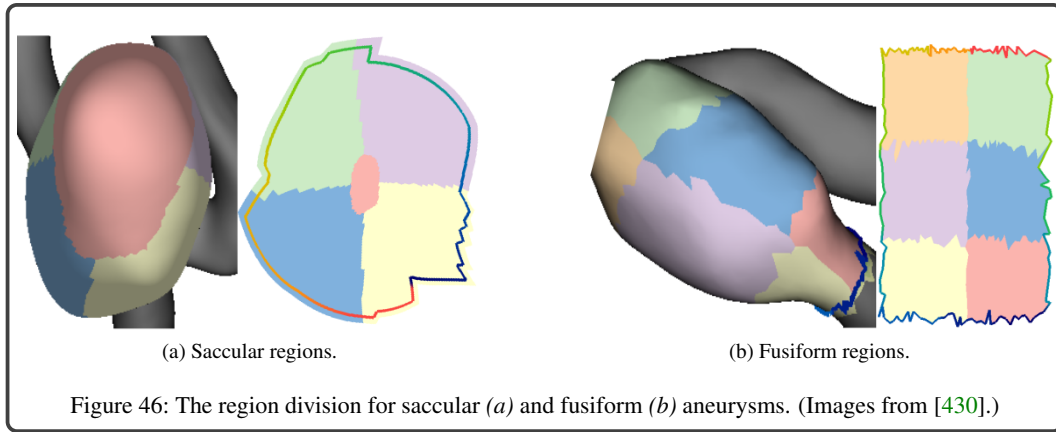 (a) Saccular regions.
(b) Fusiform regions.
Figure 46: The region division for saccular (a) and fusiform (b) aneurysms. (Images from [430].)